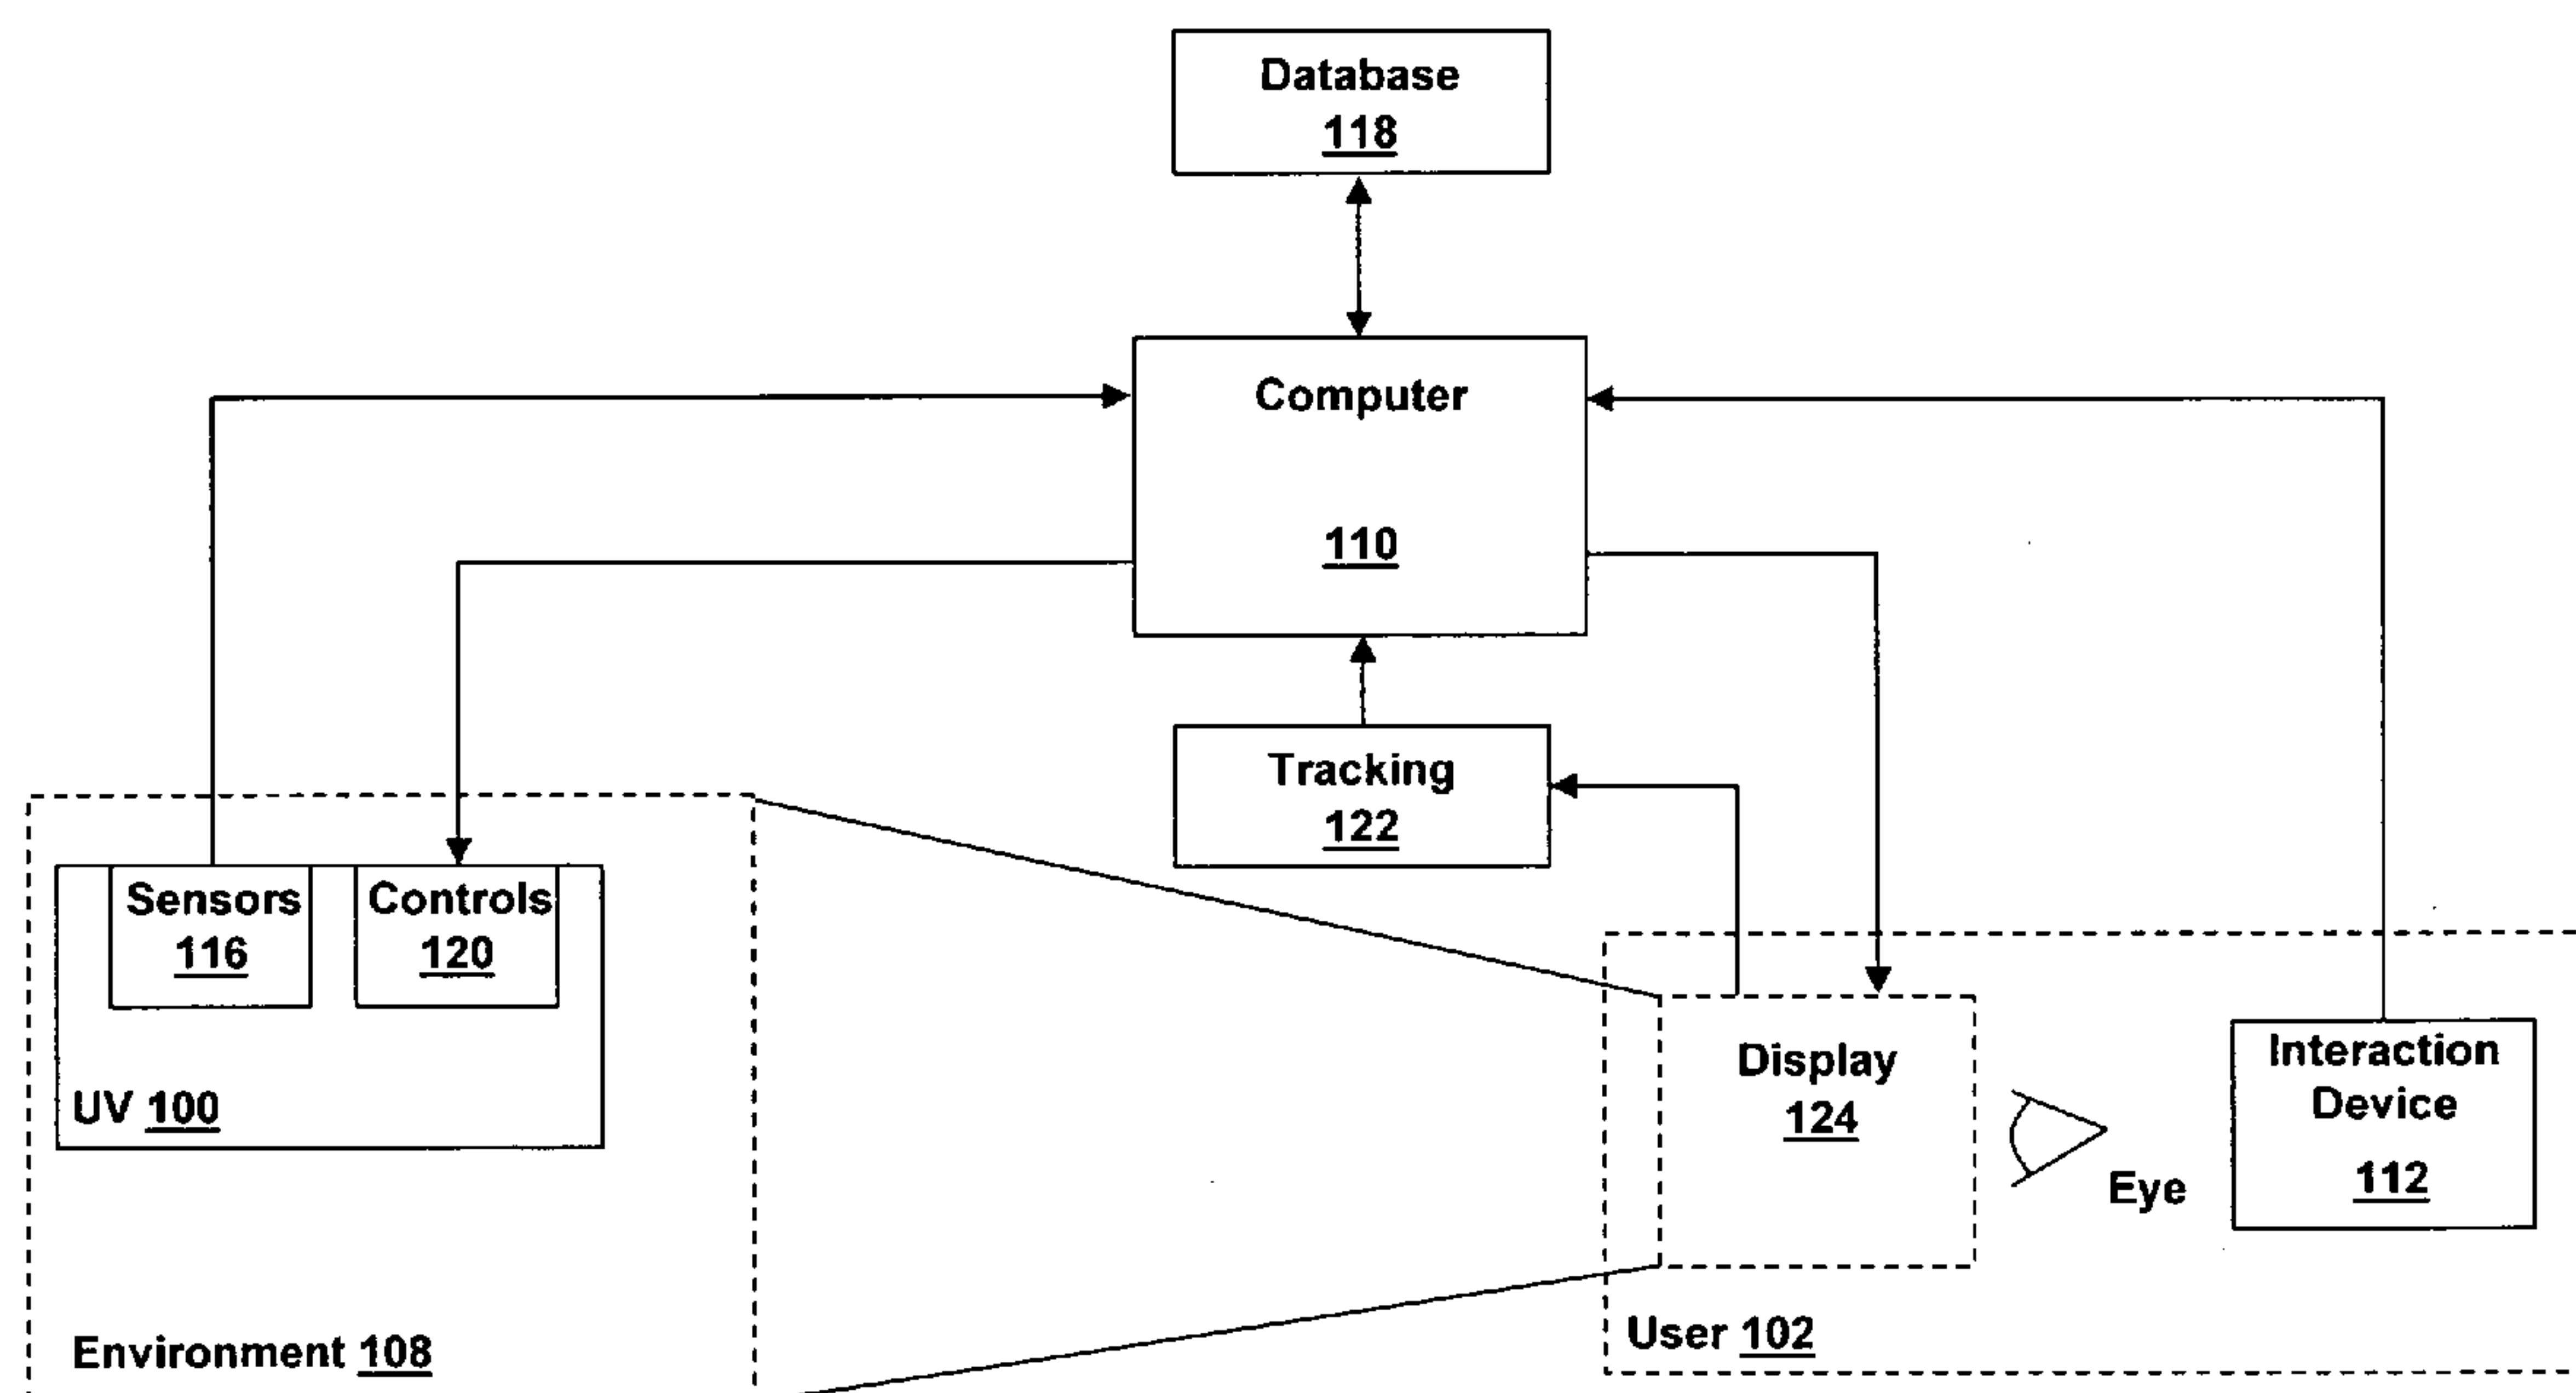 Database
118
Computer
110
Tracking
122
Sensors
116
Controls
120
UV 100
Environment 108
Display
124
Eye
Interaction
Device
112
User 102